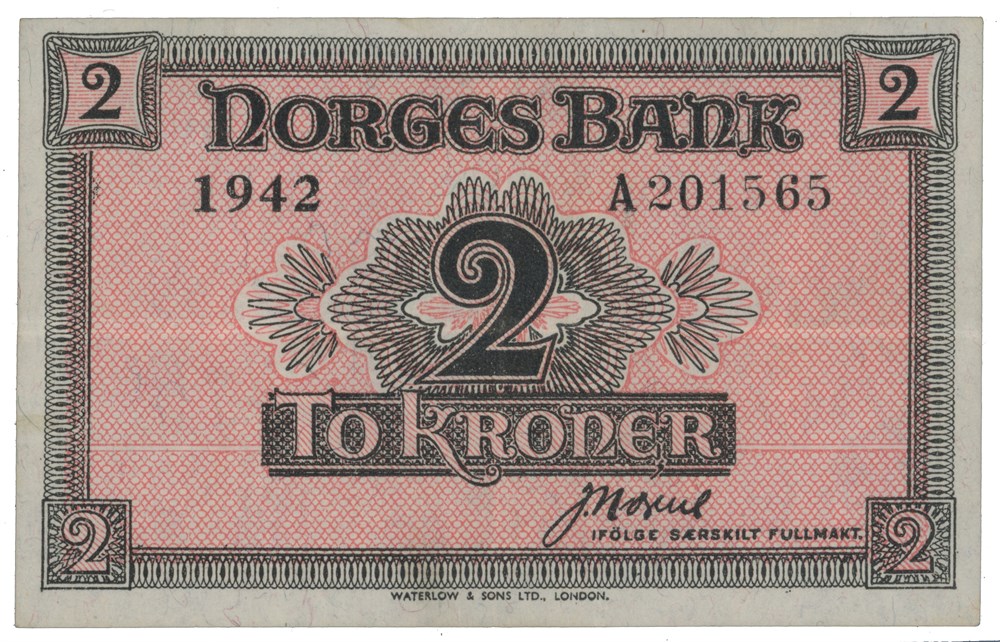 2 2
NORGES BANK
1942 A201565
2
TO KRONER
IFÖLGE SÆRSKILT FULLMAKT.
2 2
WATERLOW & SONS LTD., LONDON.